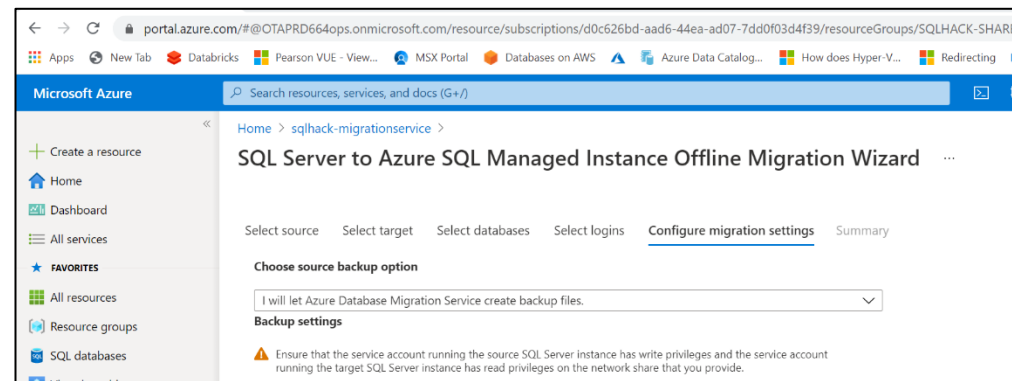 portal.azure.com/#@OTAPRD664ops.onmicrosoft.com/resource/subscriptions/d0c626bd-aad6-44ea-ad07-7dd0f03d4f39/resourceGroups/SQLHACK-SHARE
Apps New Tab Databricks Pearson VUE - View... MSX Portal Databases on AWS Azure Data Catalog... How does Hyper-V... Redirecting
Microsoft Azure Search resources, services, and docs (G+/)
Home > sqlhack-migrationservice >
Create a resource
SQL Server to Azure SQL Managed Instance Offline Migration Wizard ...
Home
Dashboard
All services
Select source Select target Select databases Select logins Configure migration settings Summary
FAVORITES
Choose source backup option
All resources
I will let Azure Database Migration Service create backup files.
Resource groups
Backup settings
SQL databases
Ensure that the service account running the source SQL Server instance has write privileges and the service account
running the target SQL Server instance has read privileges on the network share that you provide.